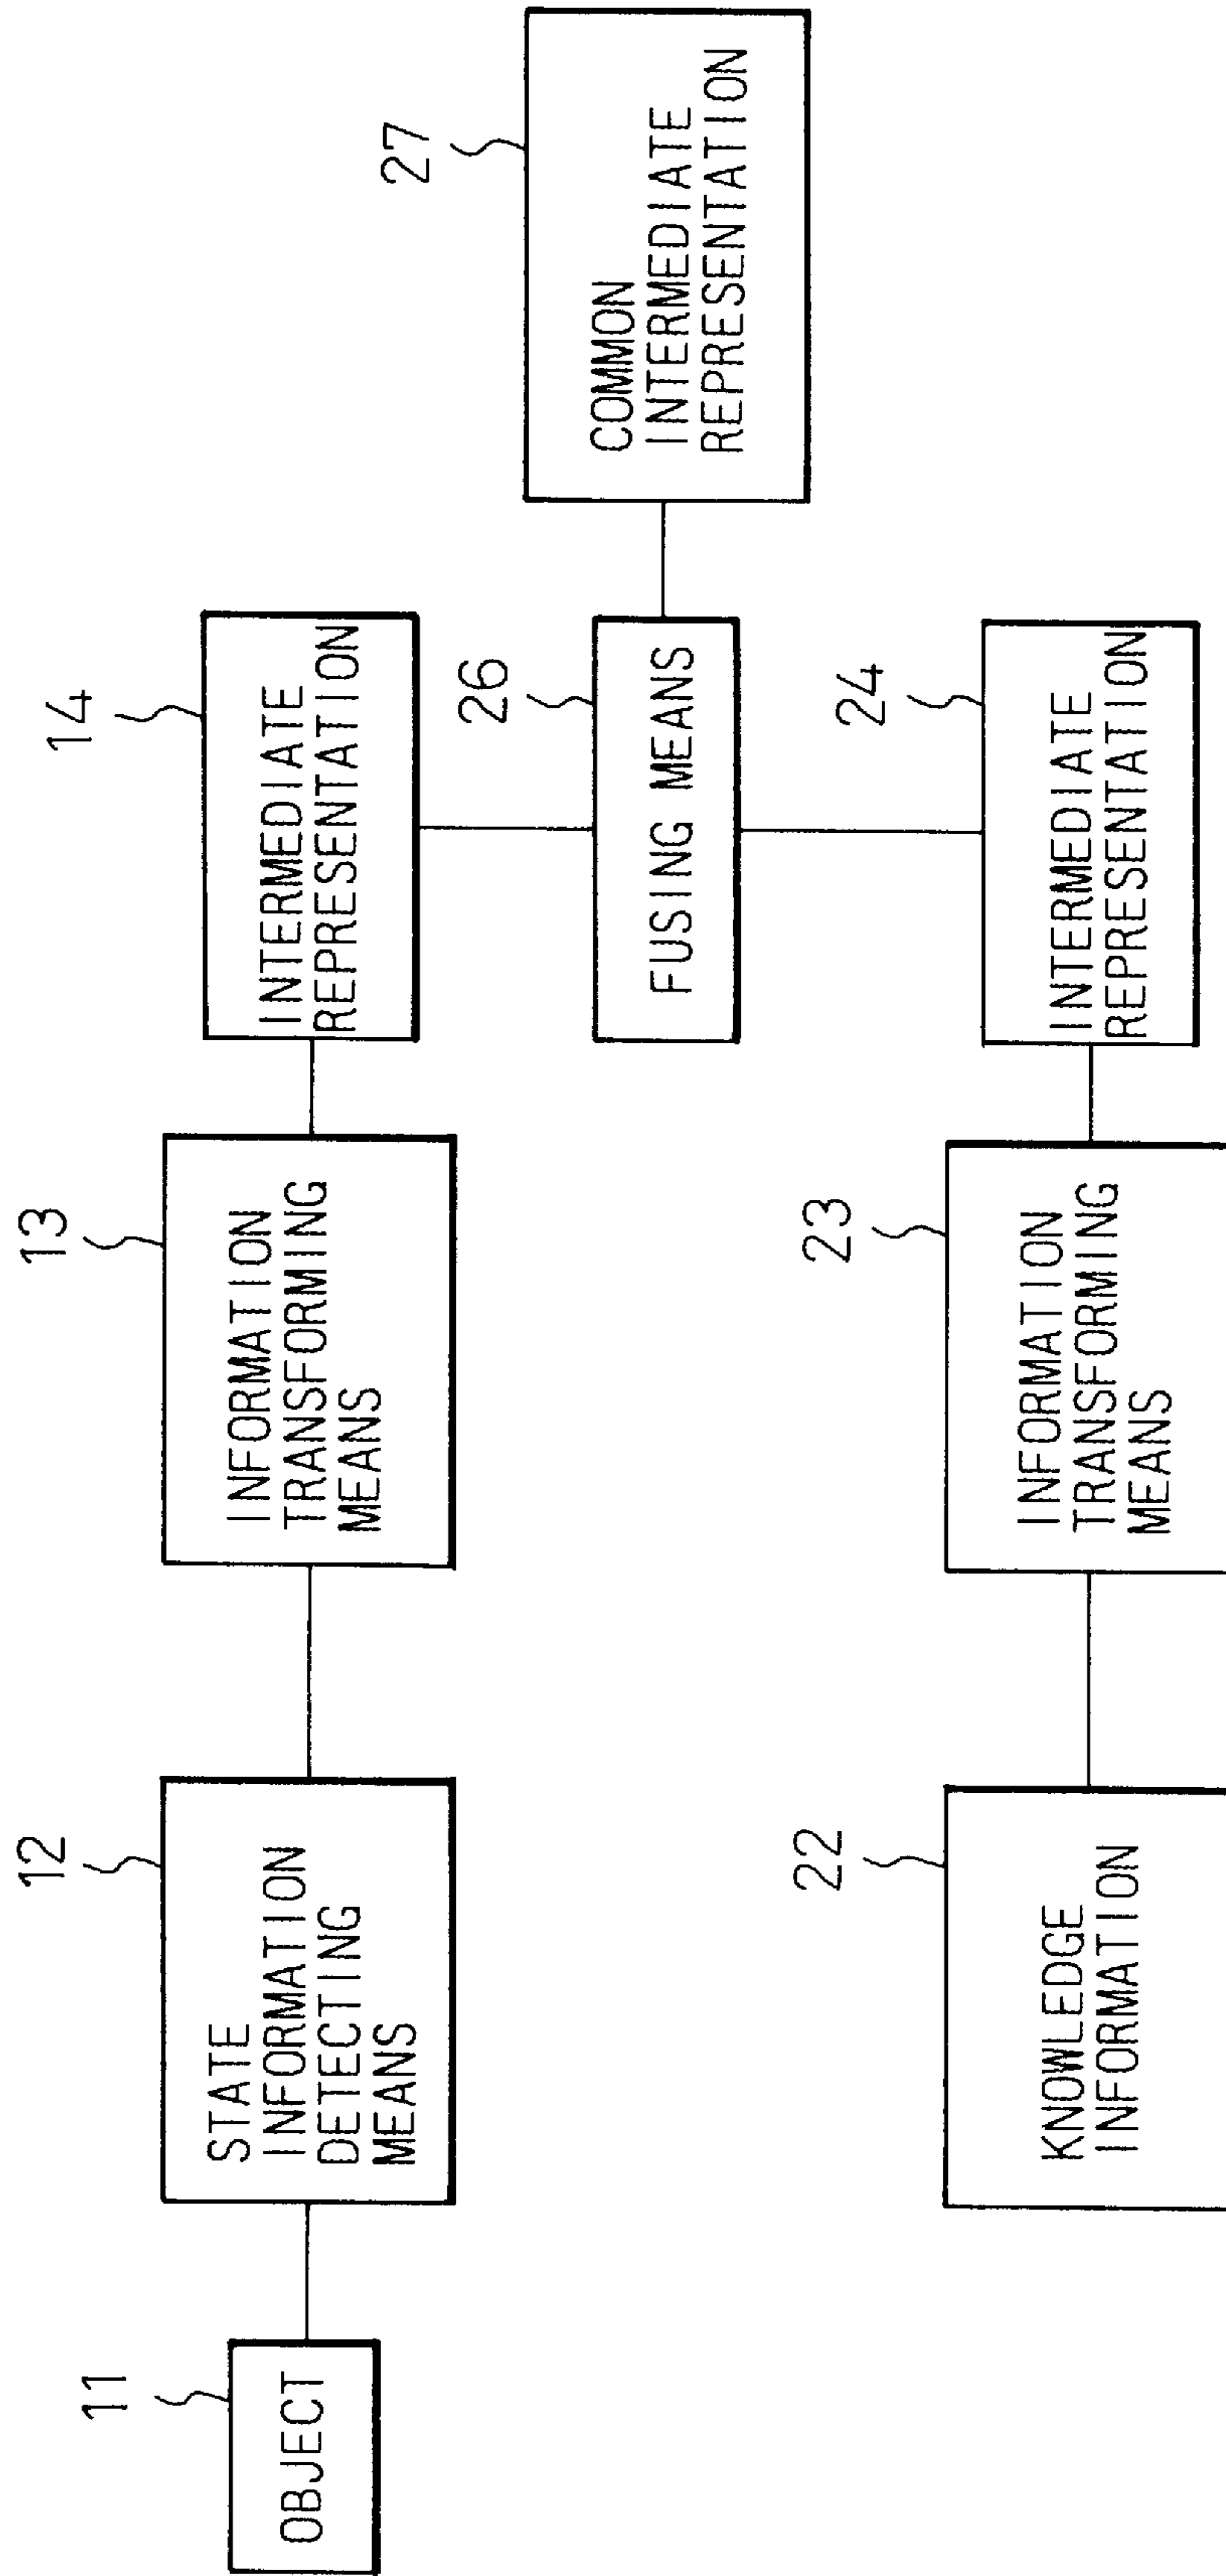 11
OBJECT
12
STATE
INFORMATION
DETECTING
MEANS
13
INFORMATION
TRANSFORMING
MEANS
14
INTERMEDIATE
REPRESENTATION
26
FUSING MEANS
27
COMMON
INTERMEDIATE
REPRESENTATION
22
KNOWLEDGE
INFORMATION
23
INFORMATION
TRANSFORMING
MEANS
24
INTERMEDIATE
REPRESENTATION